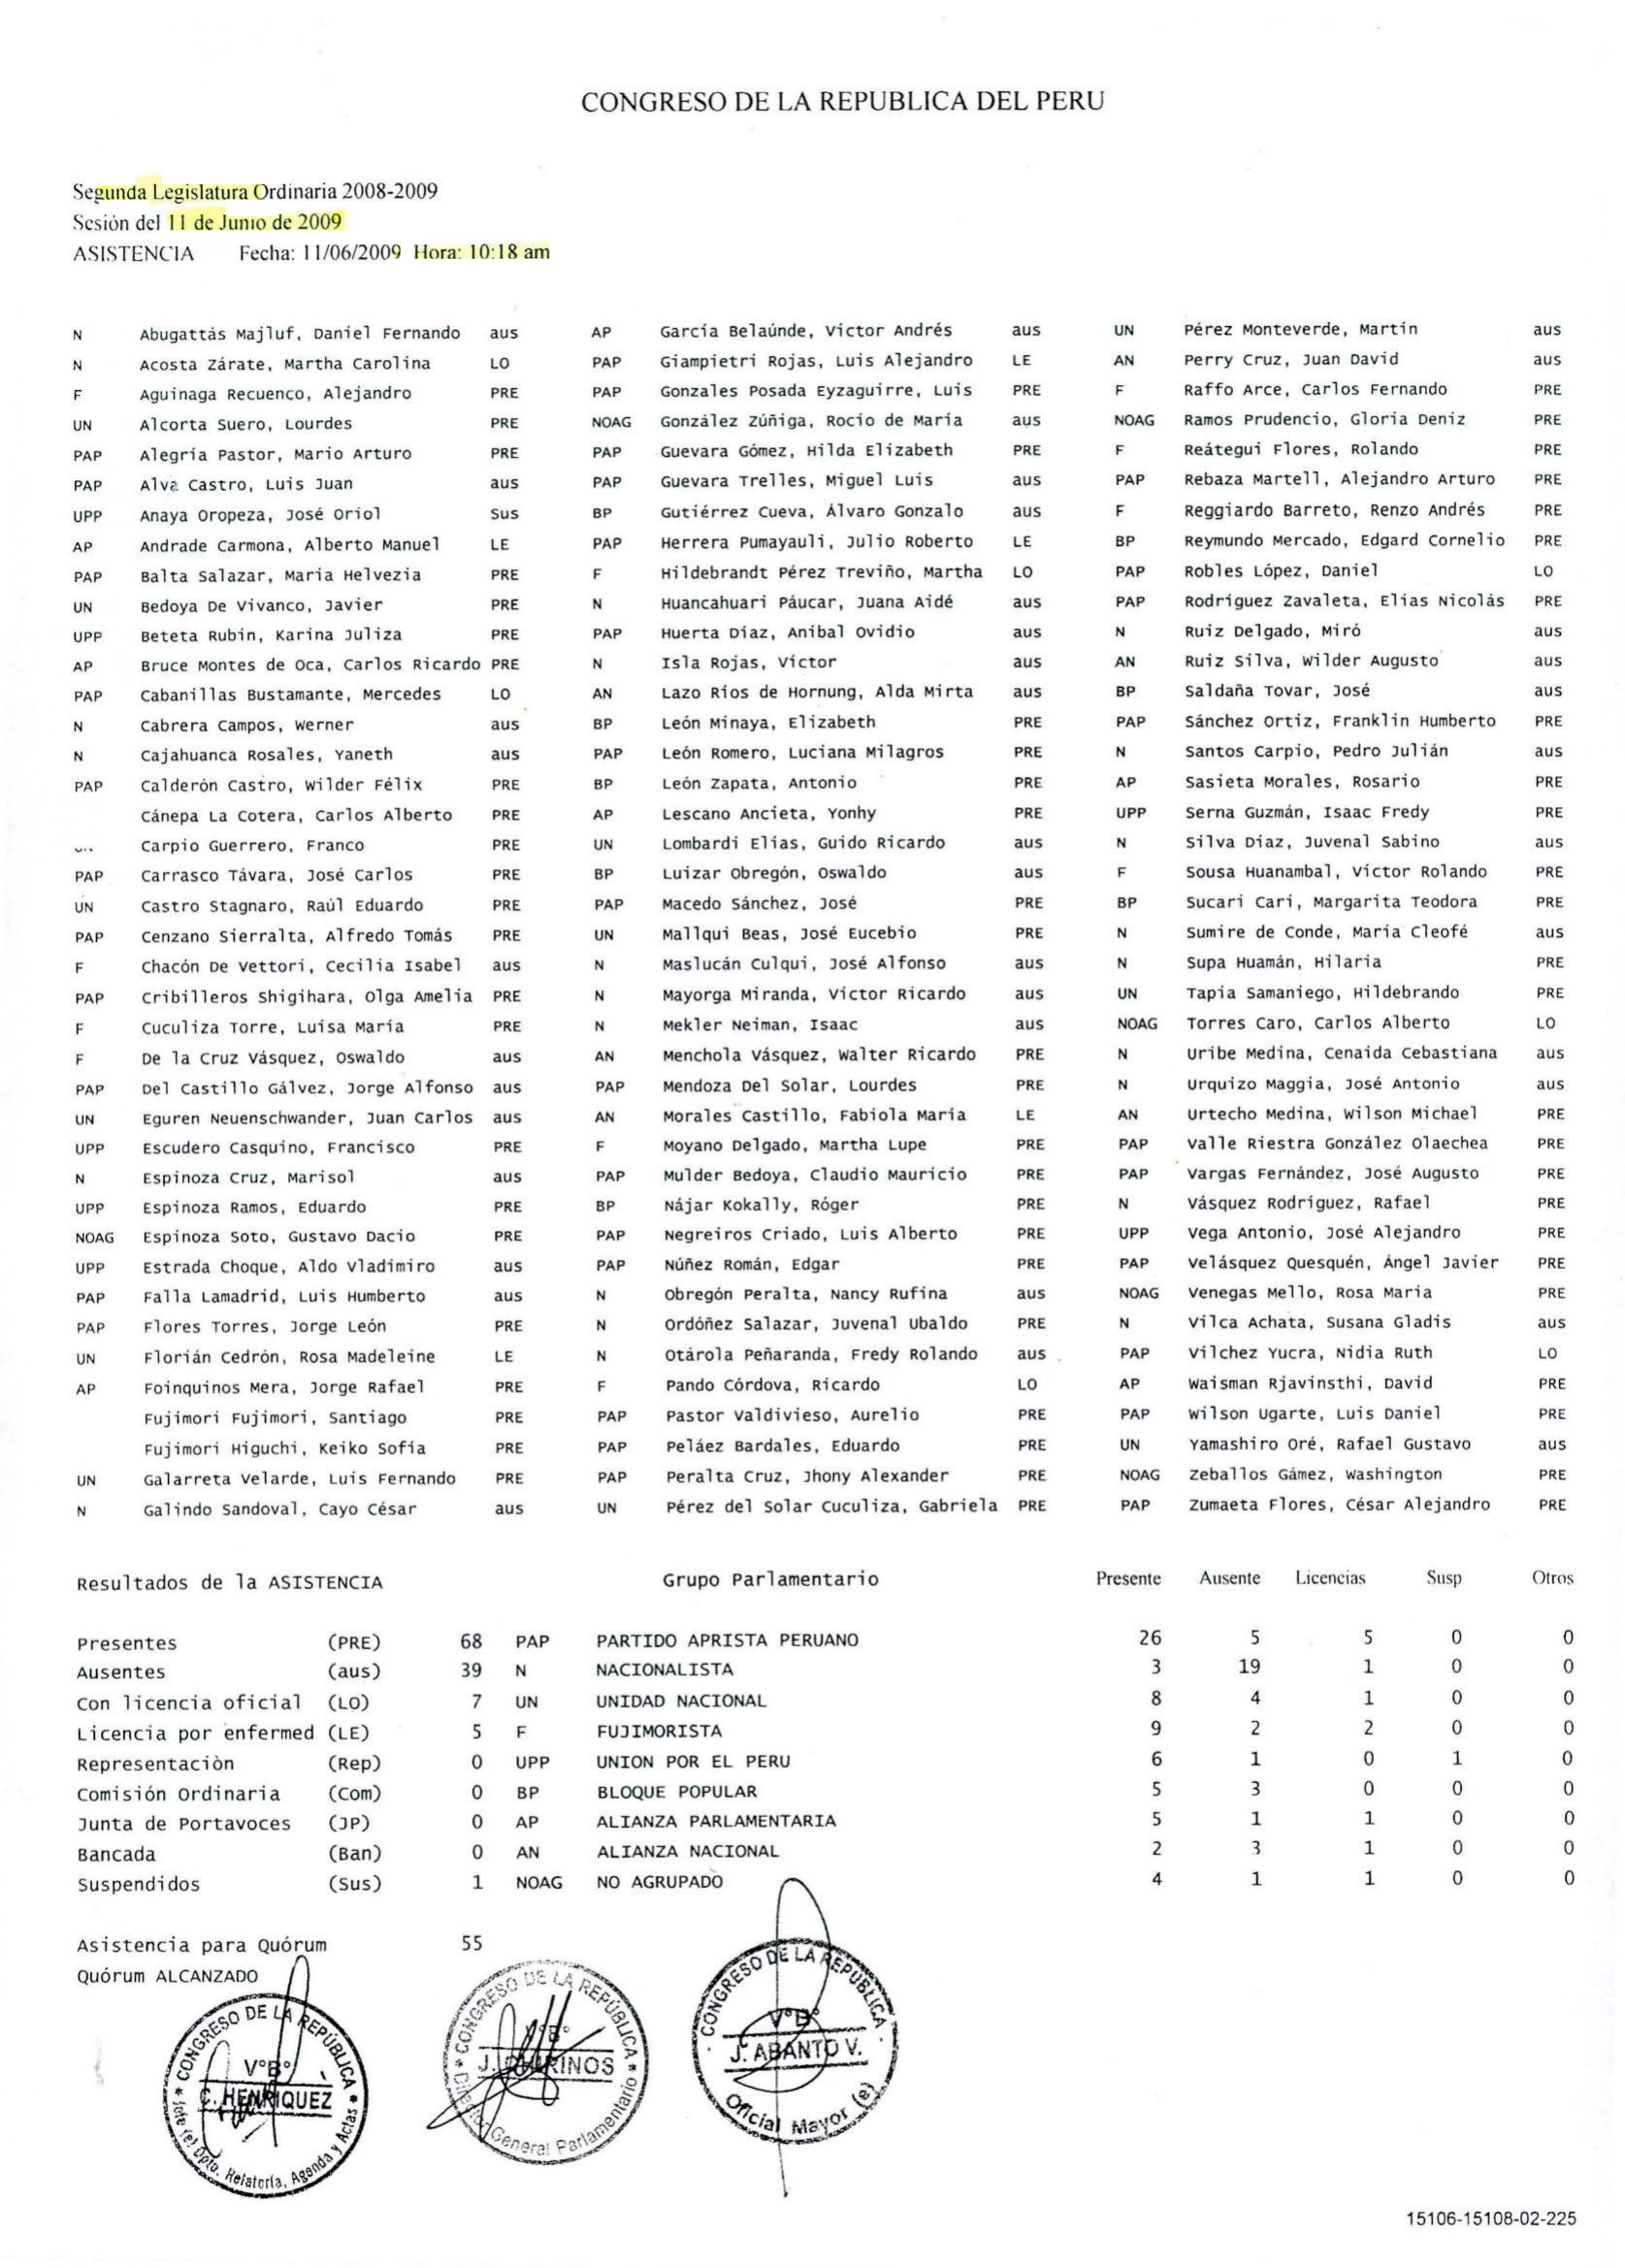 CONGRESO DE LA REPUBLICA DEL PERU
Segunda Legislatura Ordinaria 2008-2009
Sesión del 11 de Junio de 2009
ASISTENCIA Fecha: 11/06/2009 Hora: 10:18 am
N Abugattás Majluf, Daniel Fernando aus AP García Belaúnde, Víctor Andrés aus UN Pérez Monteverde, Martín aus
N Acosta Zárate, Martha Carolina LO PAP Giampietri Rojas, Luis Alejandro LE AN Perry Cruz, Juan David aus
F Aguinaga Recuenco, Alejandro PRE PAP Gonzales Posada Eyzaguirre, Luis PRE F Raffo Arce, Carlos Fernando PRE
UN Alcorta Suero, Lourdes PRE NOAG González Zúñiga, Rocío de María aus NOAG Ramos Prudencio, Gloria Deniz PRE
PAP Alegría Pastor, Mario Arturo PRE PAP Guevara Gómez, Hilda Elizabeth PRE F Reátegui Flores, Rolando PRE
PAP Alva Castro, Luis Juan aus PAP Guevara Trelles, Miguel Luis aus PAP Rebaza Martell, Alejandro Arturo PRE
UPP Anaya Oropeza, José Oriol Sus BP Gutiérrez Cueva, Álvaro Gonzalo aus F Reggiardo Barreto, Renzo Andrés PRE
AP Andrade Carmona, Alberto Manuel LE PAP Herrera Pumayauli, Julio Roberto LE BP Reymundo Mercado, Edgard Cornelio PRE
PAP Balta Salazar, María Helvezia PRE F Hildebrandt Pérez Treviño, Martha LO PAP Robles López, Daniel LO
UN Bedoya De Vivanco, Javier PRE N Huancahuari Páucar, Juana Aidé aus PAP Rodríguez Zavaleta, Elías Nicolás PRE
UPP Beteta Rubín, Karina Juliza PRE PAP Huerta Díaz, Aníbal Ovidio aus N Ruiz Delgado, Miró aus
AP Bruce Montes de Oca, Carlos Ricardo PRE N Isla Rojas, Víctor aus AN Ruiz Silva, Wilder Augusto aus
PAP Cabanillas Bustamante, Mercedes LO AN Lazo Ríos de Hornung, Alda Mirta aus BP Saldaña Tovar, José aus
N Cabrera Campos, Werner aus BP León Minaya, Elizabeth PRE PAP Sánchez Ortiz, Franklin Humberto PRE
N Cajahuanca Rosales, Yaneth aus PAP León Romero, Luciana Milagros PRE N Santos Carpio, Pedro Julián aus
PAP Calderón Castro, Wilder Félix PRE BP León Zapata, Antonio PRE AP Sasieta Morales, Rosario PRE
Cánepa La Cotera, Carlos Alberto PRE AP Lescano Ancieta, Yonhy PRE UPP Serna Guzmán, Isaac Fredy PRE
Carpio Guerrero, Franco PRE UN Lombardi Elías, Guido Ricardo aus N Silva Díaz, Juvenal Sabino aus
PAP Carrasco Távara, José Carlos PRE BP Luizar Obregón, Oswaldo aus F Sousa Huanambal, Víctor Rolando PRE
UN Castro Stagnaro, Raúl Eduardo PRE PAP Macedo Sánchez, José PRE BP Sucari Cari, Margarita Teodora PRE
PAP Cenzano Sierralta, Alfredo Tomás PRE UN Mallqui Beas, José Eucebio PRE N Sumire de Conde, María Cleofé aus
F Chacón De Vettori, Cecilia Isabel aus N Maslucán Culqui, José Alfonso aus N Supa Huamán, Hilaria PRE
PAP Cribilleros Shigihara, Olga Amelia PRE N Mayorga Miranda, Víctor Ricardo aus UN Tapia Samaniego, Hildebrando PRE
F Cuculiza Torre, Luisa María PRE N Mekler Neiman, Isaac aus NOAG Torres Caro, Carlos Alberto LO
F De la Cruz Vásquez, Oswaldo aus AN Menchola Vásquez, Walter Ricardo PRE N Uribe Medina, Cenaida Cebastiana aus
PAP Del Castillo Gálvez, Jorge Alfonso aus PAP Mendoza Del Solar, Lourdes PRE N Urquizo Maggia, José Antonio aus
UN Eguren Neuenschwander, Juan Carlos aus AN Morales Castillo, Fabiola María LE AN Urtecho Medina, Wilson Michael PRE
UPP Escudero Casquino, Francisco PRE F Moyano Delgado, Martha Lupe PRE PAP Valle Riestra González Olaechea PRE
N Espinoza Cruz, Marisol aus PAP Mulder Bedoya, Claudio Mauricio PRE PAP Vargas Fernández, José Augusto PRE
UPP Espinoza Ramos, Eduardo PRE BP Nájar Kokally, Róger PRE N Vásquez Rodríguez, Rafael PRE
NOAG Espinoza Soto, Gustavo Dacio PRE PAP Negreiros Criado, Luis Alberto PRE UPP Vega Antonio, José Alejandro PRE
UPP Estrada Choque, Aldo Vladimiro aus PAP Núñez Román, Edgar PRE PAP Velásquez Quesquén, Ángel Javier PRE
PAP Falla Lamadrid, Luis Humberto aus N Obregón Peralta, Nancy Rufina aus NOAG Venegas Mello, Rosa María PRE
PAP Flores Torres, Jorge León PRE N Ordóñez Salazar, Juvenal Ubaldo PRE N Vilca Achata, Susana Gladis aus
UN Florián Cedrón, Rosa Madeleine LE N Otárola Peñaranda, Fredy Rolando aus PAP Vilchez Yucra, Nidia Ruth LO
AP Foinquinos Mera, Jorge Rafael PRE F Pando Córdova, Ricardo LO AP Waisman Rjavinsthi, David PRE
Fujimori Fujimori, Santiago PRE PAP Pastor Valdivieso, Aurelio PRE PAP Wilson Ugarte, Luis Daniel PRE
Fujimori Higuchi, Keiko Sofía PRE PAP Peláez Bardales, Eduardo PRE UN Yamashiro Oré, Rafael Gustavo aus
UN Galarreta Velarde, Luis Fernando PRE PAP Peralta Cruz, Jhony Alexander PRE NOAG Zeballos Gámez, Washington PRE
N Galindo Sandoval, Cayo César aus UN Pérez del Solar Cuculiza, Gabriela PRE PAP Zumaeta Flores, César Alejandro PRE
Resultados de la ASISTENCIA Grupo Parlamentario Presente Ausente Licencias Susp Otros
Presentes (PRE) 68 PAP PARTIDO APRISTA PERUANO 26 5 5 0 0
Ausentes (aus) 39 N NACIONALISTA 3 19 1 0 0
Con licencia oficial (LO) 7 UN UNIDAD NACIONAL 8 4 1 0 0
Licencia por enfermed (LE) 5 F FUJIMORISTA 9 2 2 0 0
Representaciòn (Rep) 0 UPP UNION POR EL PERU 6 1 0 1 0
Comisión Ordinaria (Com) 0 BP BLOQUE POPULAR 5 3 0 0 0
Junta de Portavoces (JP) 0 AP ALIANZA PARLAMENTARIA 5 1 1 0 0
Bancada (Ban) 0 AN ALIANZA NACIONAL 2 3 1 0 0
Suspendidos (Sus) 1 NOAG NO AGRUPADO 4 1 1 0 0
Asistencia para Quórum 55
Quórum ALCANZADO
CONGRESO DE LA REPÚBLICA
V°B°
C. HENRIQUEZ
Jefe (e) Dpto. Relatoría, Agenda y Actas
CONGRESO DE LA REPÚBLICA
V°B°
Director General Parlamentario
CONGRESO DE LA REPUBLICA
V°B°
J. ABANTO V.
Oficial Mayor (e)
15106-15108-02-225